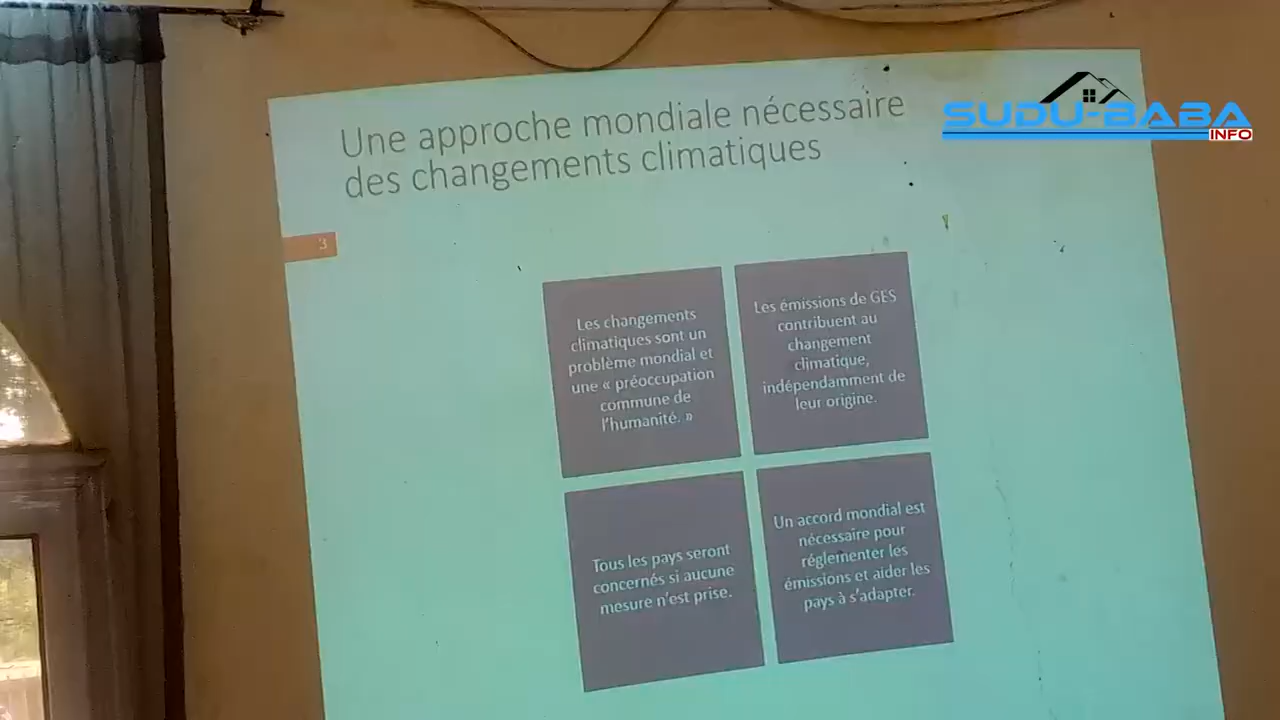 Une approche mondiale nécessaire
des changements climatiques
SUDU-BABA
INFO
3
Les changements
climatiques sont un
problème mondial et
une « préoccupation
commune de
l'humanité. »
Les émissions de GES
contribuent au
changement
climatique,
indépendamment de
leur origine.
Tous les pays seront
concernés si aucune
mesure n'est prise.
Un accord mondial est
nécessaire pour
réglementer les
émissions et aider les
pays à s'adapter.